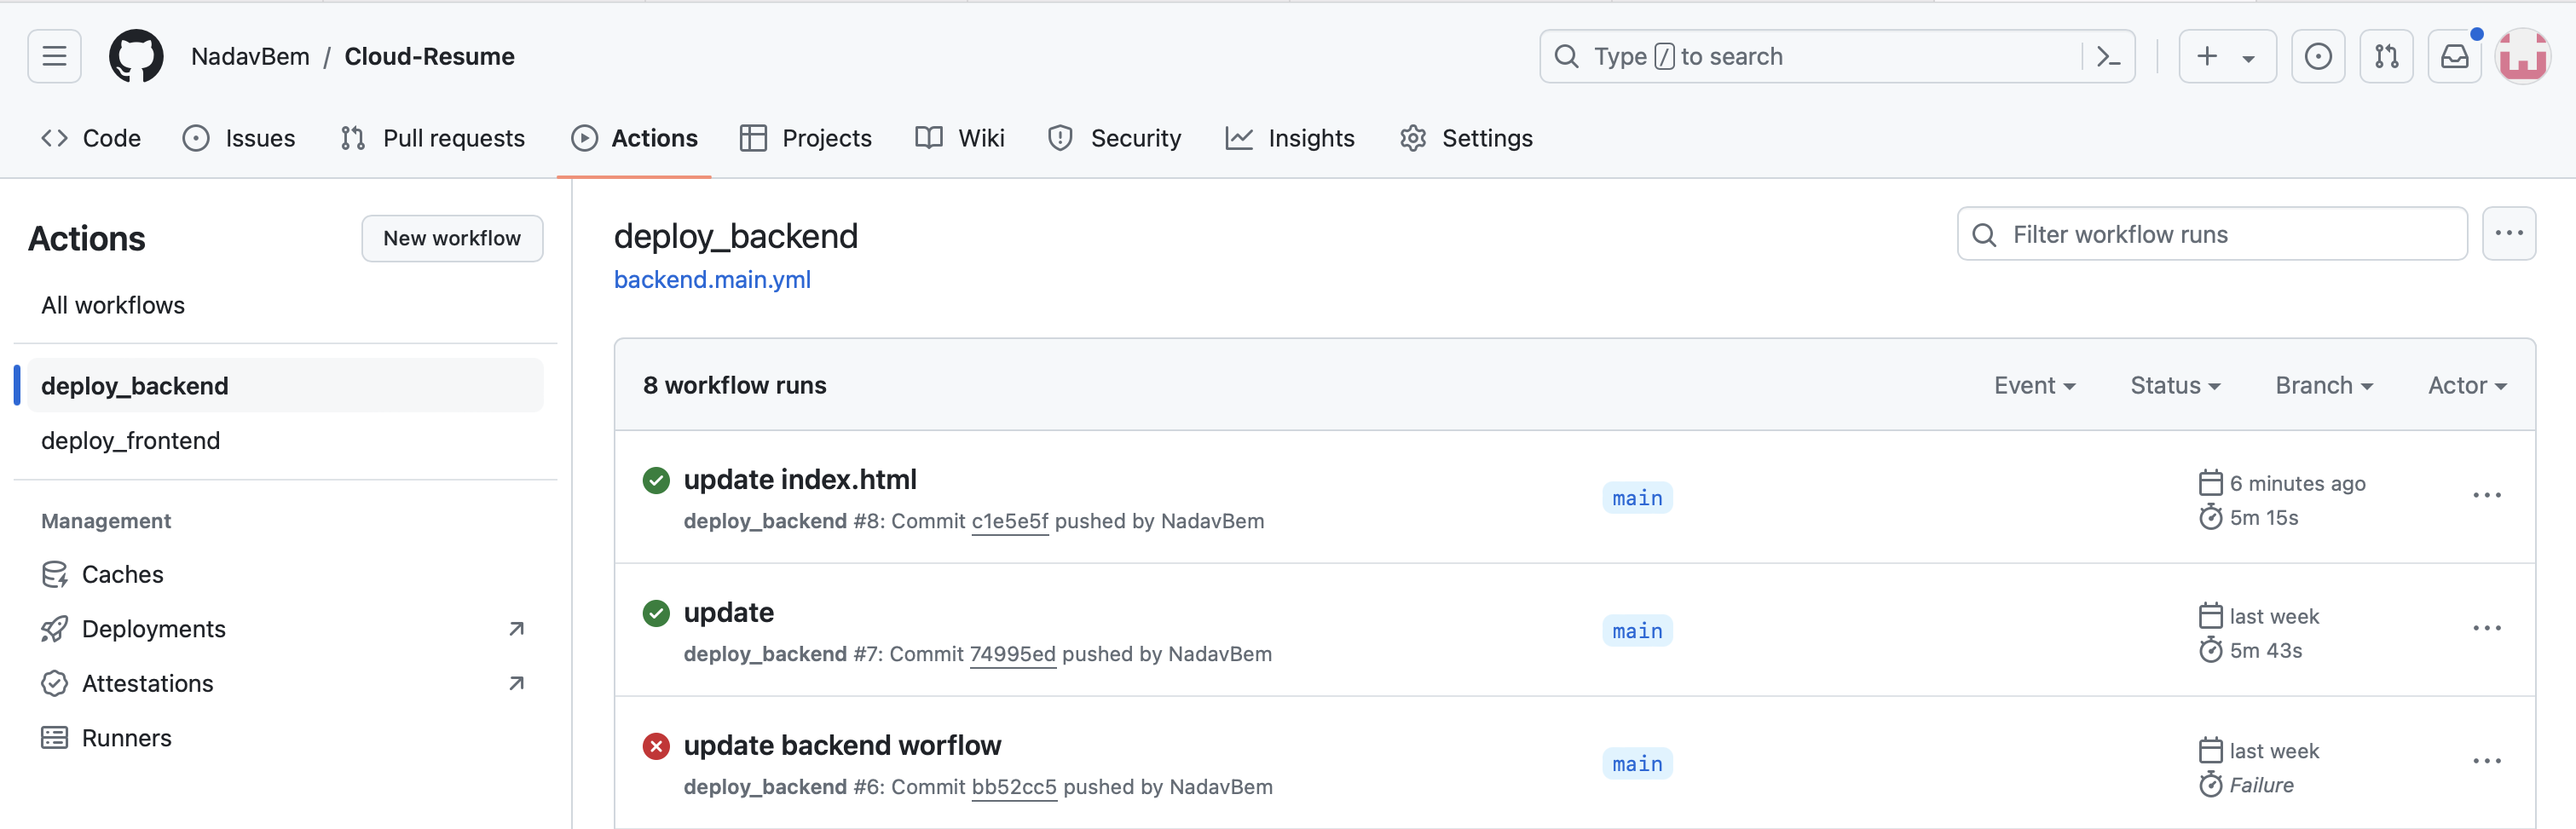 NadavBem / Cloud-Resume
Type / to search
Code Issues Pull requests Actions Projects Wiki Security Insights Settings
Actions
New workflow
All workflows
deploy_backend
deploy_frontend
Management
Caches
Deployments
Attestations
Runners
deploy_backend
backend.main.yml
Filter workflow runs
8 workflow runs
Event Status Branch Actor
update index.html
deploy_backend #8: Commit c1e5e5f pushed by NadavBem
main
6 minutes ago
5m 15s
update
deploy_backend #7: Commit 74995ed pushed by NadavBem
main
last week
5m 43s
update backend worflow
deploy_backend #6: Commit bb52cc5 pushed by NadavBem
main
last week
Failure